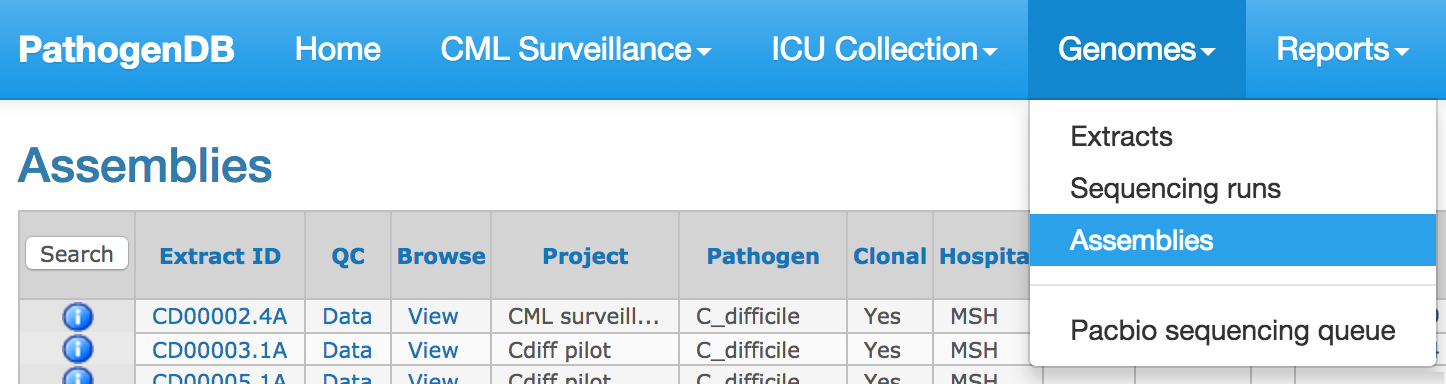 PathogenDB Home CML Surveillance ICU Collection Genomes Reports
Extracts
Sequencing runs
Assemblies
Pacbio sequencing queue
Assemblies
Search Extract ID QC Browse Project Pathogen Clonal Hospita
CD00002.4A Data View CML surveill... C_difficile Yes MSH
CD00003.1A Data View Cdiff pilot C_difficile Yes MSH
CD00005.1A Data View Cdiff pilot C_difficile Yes MSH